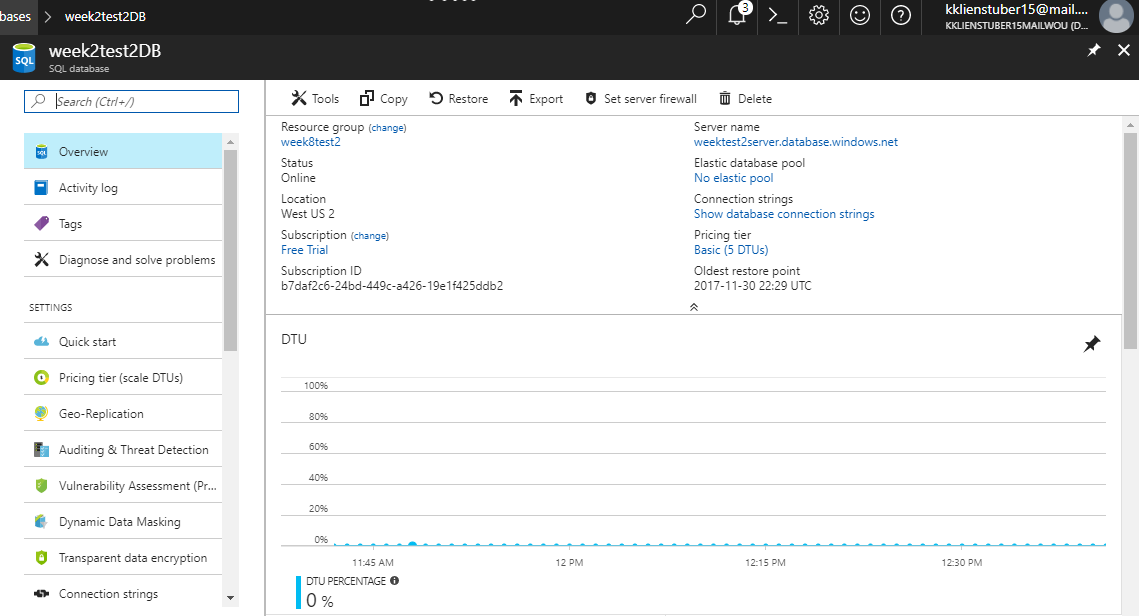 bases > week2test2DB
3
kklienstuber15@mail....
KKLIENSTUBER15MAILWOU (D...
SQL
week2test2DB
SQL database
Search (Ctrl+/)
SQL
Overview
Activity log
Tags
Diagnose and solve problems
SETTINGS
Quick start
Pricing tier (scale DTUs)
Geo-Replication
Auditing & Threat Detection
Vulnerability Assessment (Pr...
Dynamic Data Masking
Transparent data encryption
Connection strings
Tools Copy Restore Export Set server firewall Delete
Resource group (change)
week8test2
Status
Online
Location
West US 2
Subscription (change)
Free Trial
Subscription ID
b7daf2c6-24bd-449c-a426-19e1f425ddb2
Server name
weektest2server.database.windows.net
Elastic database pool
No elastic pool
Connection strings
Show database connection strings
Pricing tier
Basic (5 DTUs)
Oldest restore point
2017-11-30 22:29 UTC
DTU
100%
80%
60%
40%
20%
0%
11:45 AM 12 PM 12:15 PM 12:30 PM
DTU PERCENTAGE
0 %